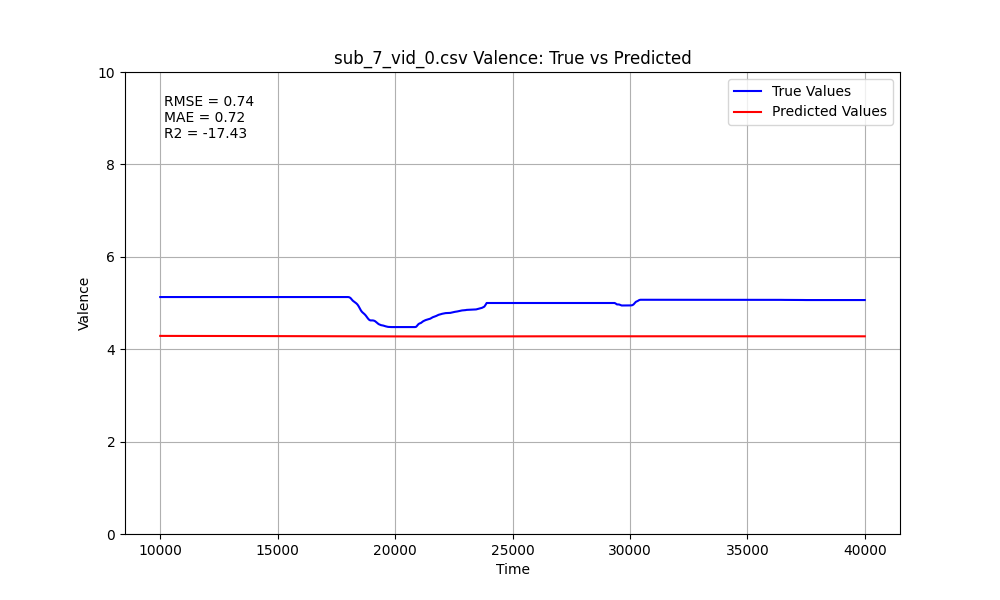 sub_7_vid_0.csv Valence: True vs Predicted
RMSE = 0.74
MAE = 0.72
R2 = -17.43
True Values
Predicted Values
Valence
10
8
6
4
2
0
10000 15000 20000 25000 30000 35000 40000
Time